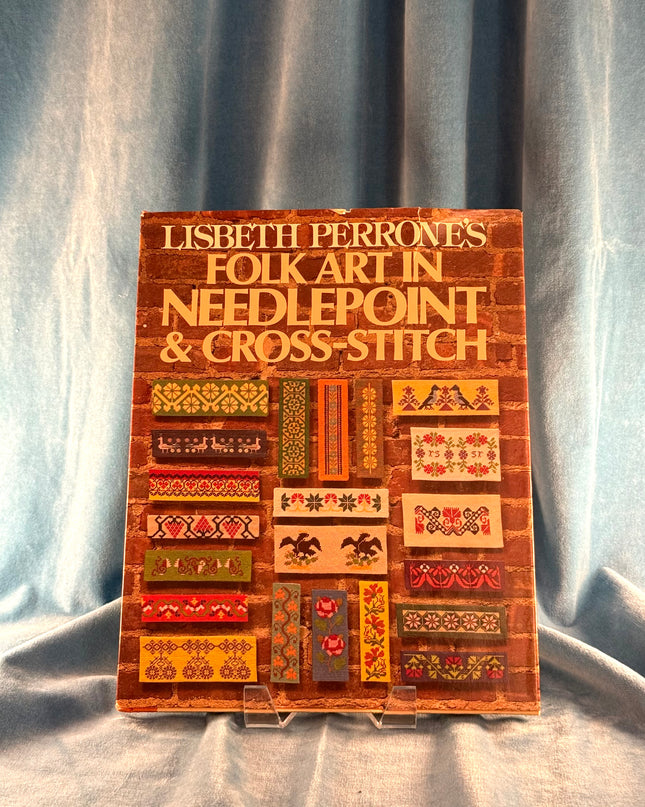 LISBETH PERRONE'S
FOLK ART IN
NEEDLEPOINT
& CROSS-STITCH